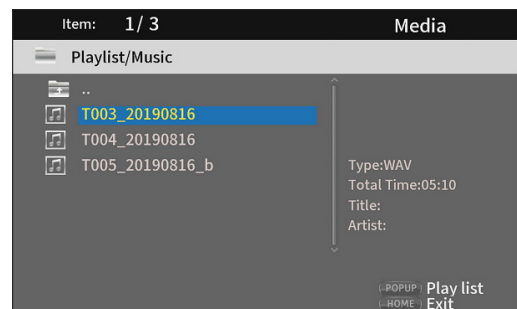 Item: 1/ 3 Media
Playlist/Music
..
T003_20190816
T004_20190816
T005_20190816_b
Type:WAV
Total Time:05:10
Title:
Artist:
POPUP Play list
HOME Exit